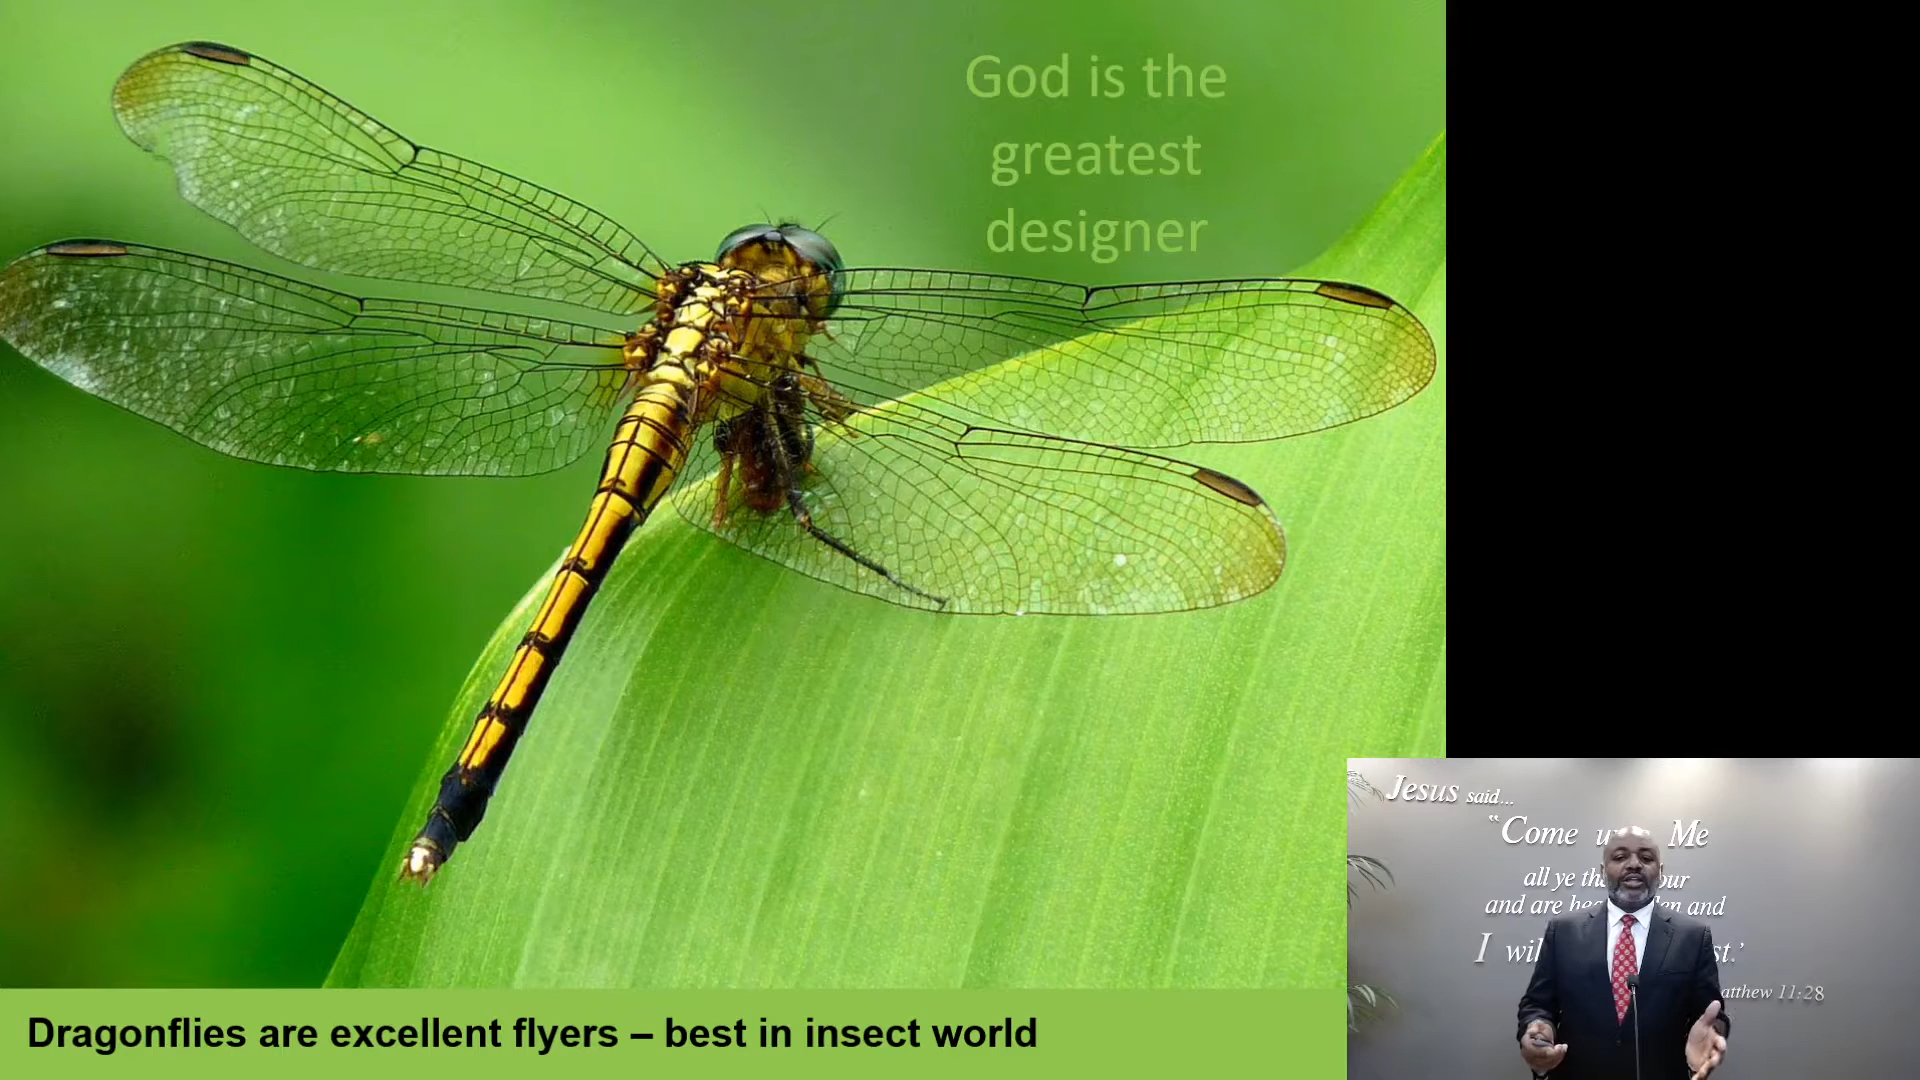 God is the
greatest
designer
Dragonflies are excellent flyers – best in insect world
Jesus said...
"Come Me
all ye
and are and
I
11:28